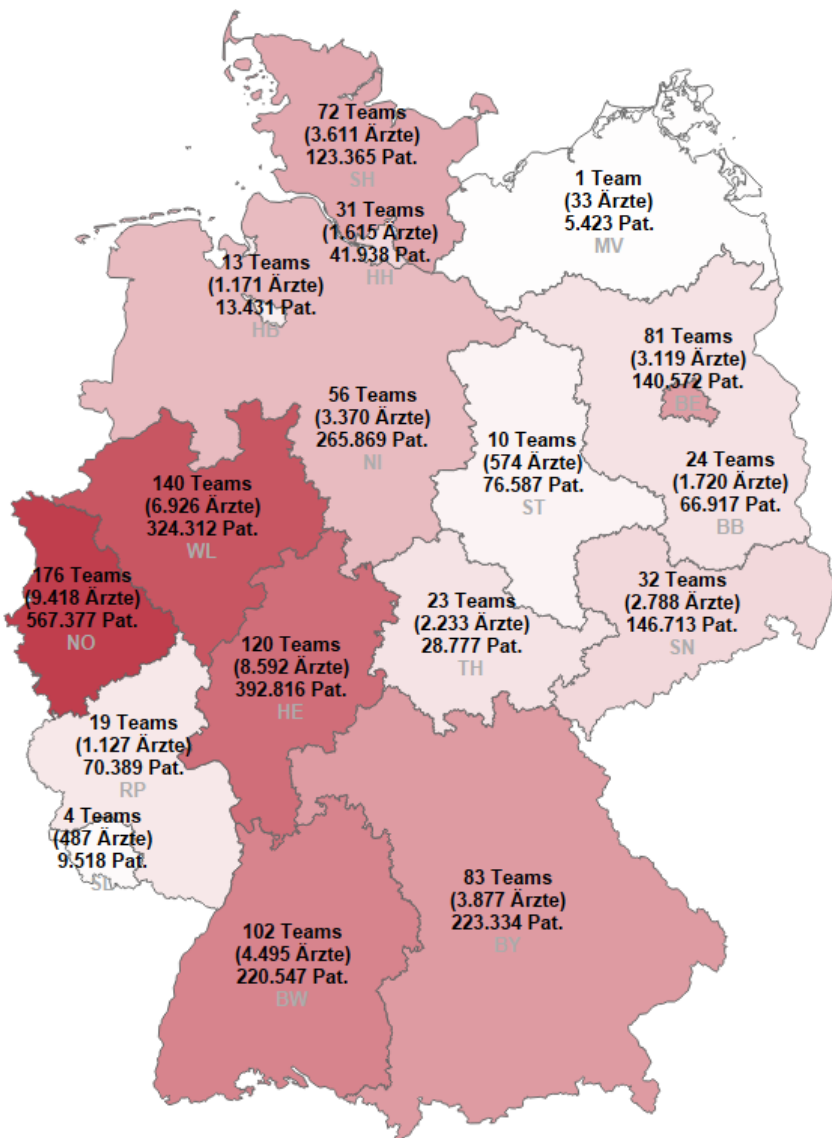 72 Teams
(3.611 Ärzte)
123.365 Pat.
SH
1 Team
(33 Ärzte)
5.423 Pat.
MV
31 Teams
(1.615 Ärzte)
41.938 Pat.
HH
13 Teams
(1.171 Ärzte)
13.431 Pat.
HB
81 Teams
(3.119 Ärzte)
140.572 Pat.
BE
56 Teams
(3.370 Ärzte)
265.869 Pat.
NI
10 Teams
(574 Ärzte)
76.587 Pat.
ST
24 Teams
(1.720 Ärzte)
66.917 Pat.
BB
140 Teams
(6.926 Ärzte)
324.312 Pat.
WL
176 Teams
(9.418 Ärzte)
567.377 Pat.
NO
32 Teams
(2.788 Ärzte)
146.713 Pat.
SN
23 Teams
(2.233 Ärzte)
28.777 Pat.
TH
120 Teams
(8.592 Ärzte)
392.816 Pat.
HE
19 Teams
(1.127 Ärzte)
70.389 Pat.
RP
4 Teams
(487 Ärzte)
9.518 Pat.
SL
83 Teams
(3.877 Ärzte)
223.334 Pat.
BY
102 Teams
(4.495 Ärzte)
220.547 Pat.
BW